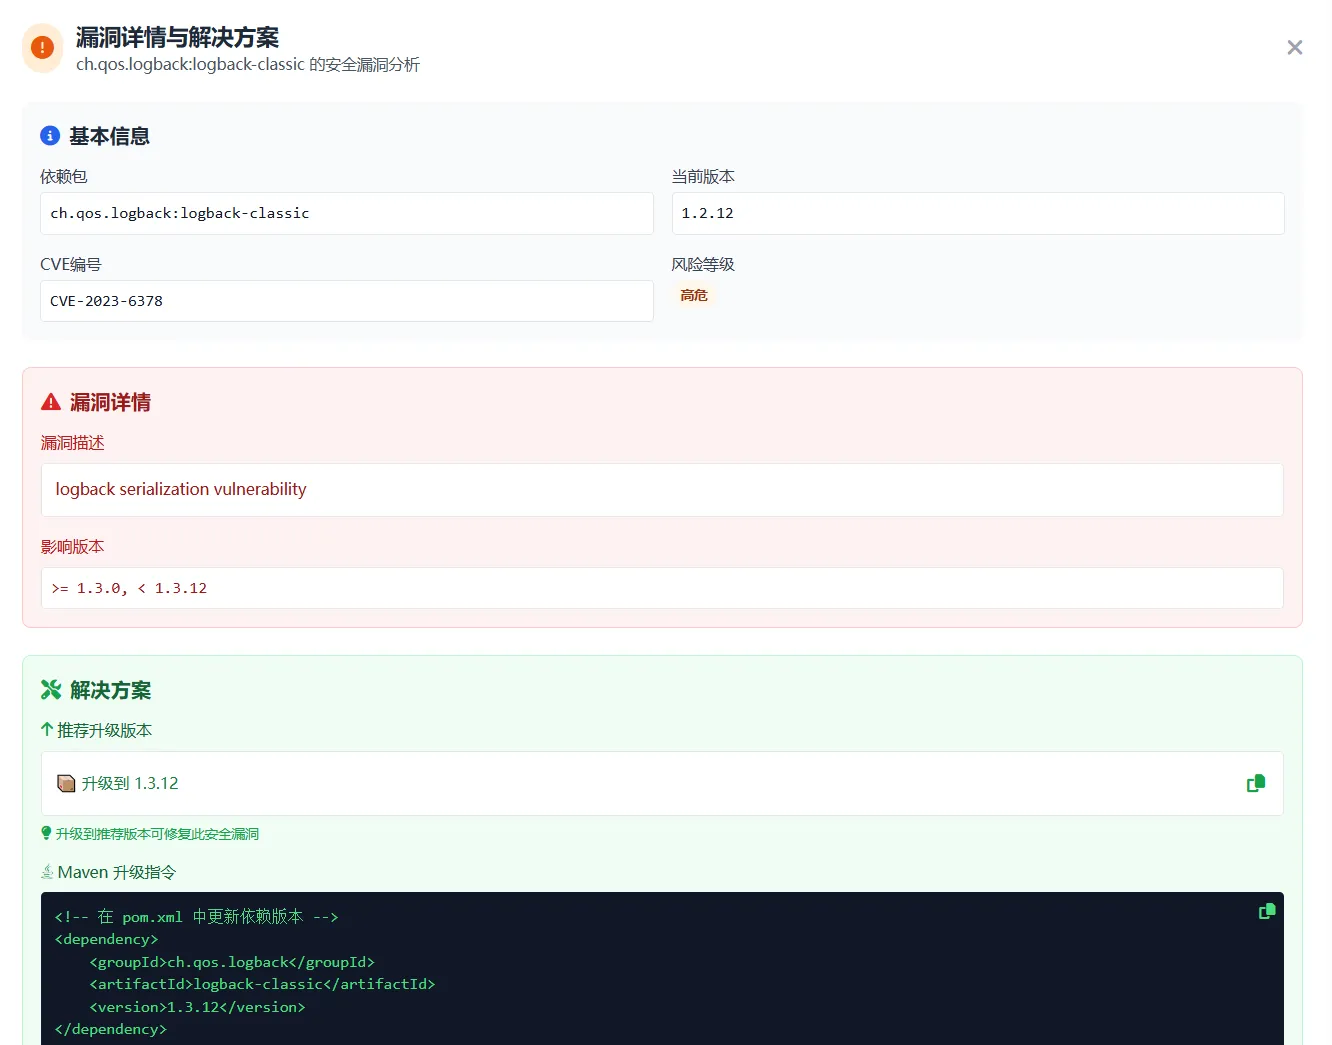 漏洞详情与解决方案
ch.qos.logback:logback-classic 的安全漏洞分析
基本信息
依赖包
当前版本
ch.qos.logback:logback-classic
1.2.12
CVE编号
风险等级
CVE-2023-6378
高危
漏洞详情
漏洞描述
logback serialization vulnerability
影响版本
>= 1.3.0, < 1.3.12
解决方案
推荐升级版本
升级到 1.3.12
升级到推荐版本可修复此安全漏洞
Maven 升级指令
<!-- 在 pom.xml 中更新依赖版本 -->
<dependency>
    <groupId>ch.qos.logback</groupId>
    <artifactId>logback-classic</artifactId>
    <version>1.3.12</version>
</dependency>